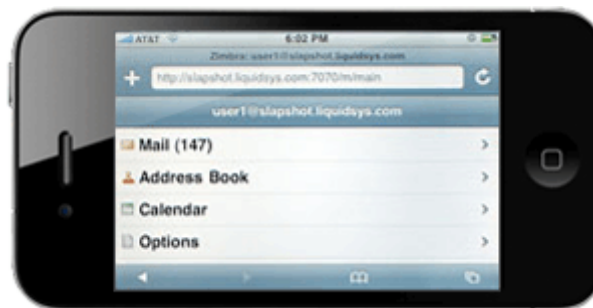 AT&T 6:02 PM
Zimbra: user1@slapshot.liquidsys.com
http://slapshot.liquidsys.com:7070/m/main
user1@slapshot.liquidsys.com
Mail (147)
Address Book
Calendar
Options